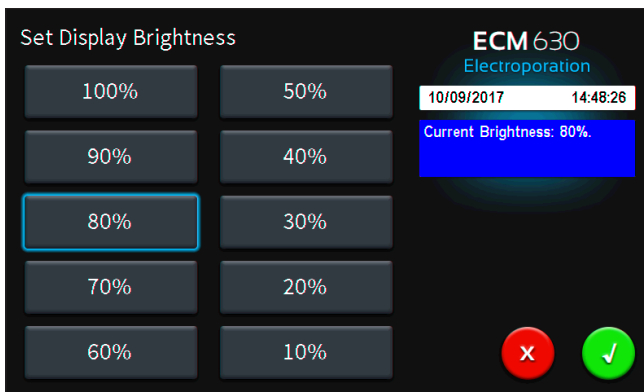 Set Display Brightness
100%
50%
90%
40%
80%
30%
70%
20%
60%
10%
ECM 630
Electroporation
10/09/2017 14:48:26
Current Brightness: 80%.
X